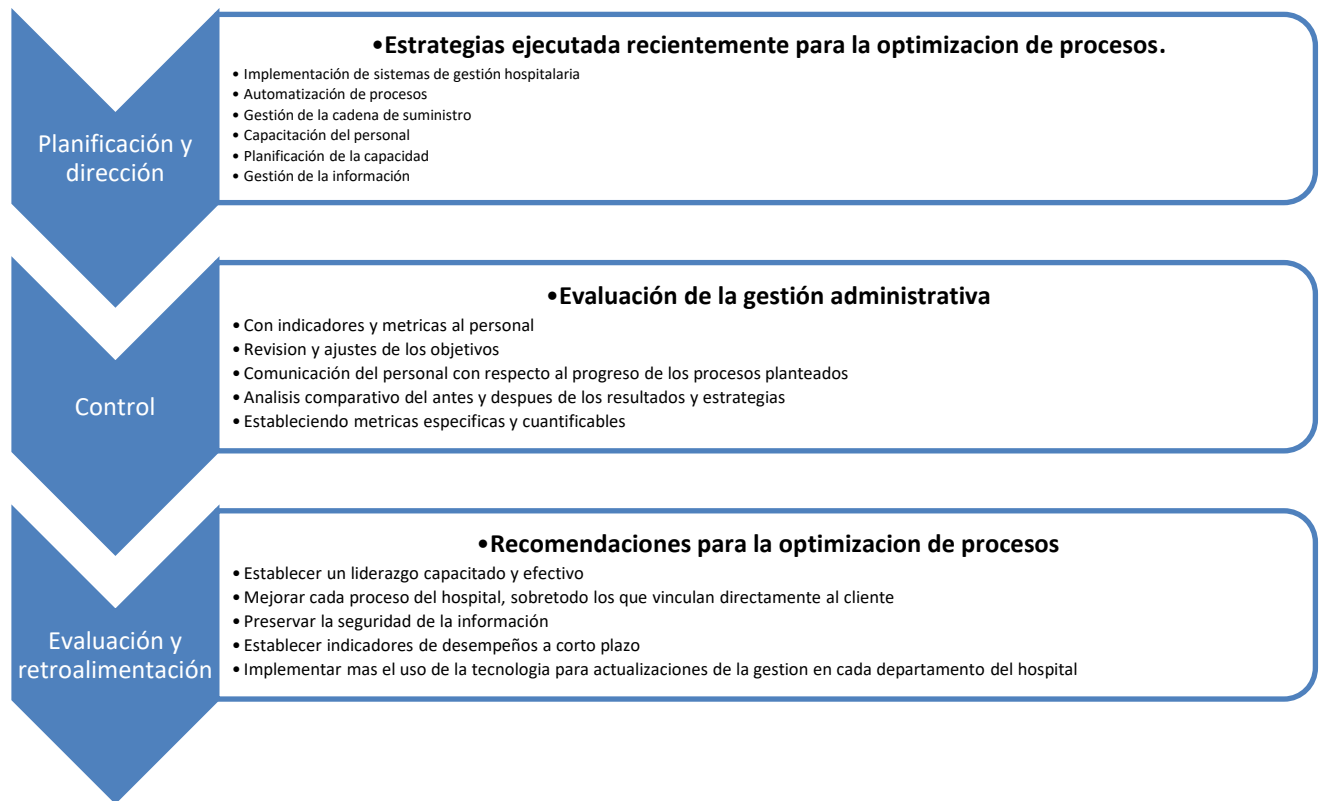 Planificación y
dirección
•Estrategias ejecutada recientemente para la optimizacion de procesos.
• Implementación de sistemas de gestión hospitalaria
• Automatización de procesos
• Gestión de la cadena de suministro
• Capacitación del personal
• Planificación de la capacidad
• Gestión de la información
Control
•Evaluación de la gestión administrativa
• Con indicadores y metricas al personal
• Revision y ajustes de los objetivos
• Comunicación del personal con respecto al progreso de los procesos planteados
• Analisis comparativo del antes y despues de los resultados y estrategias
• Estableciendo metricas especificas y cuantificables
Evaluación y
retroalimentación
•Recomendaciones para la optimizacion de procesos
• Establecer un liderazgo capacitado y efectivo
• Mejorar cada proceso del hospital, sobretodo los que vinculan directamente al cliente
• Preservar la seguridad de la información
• Establecer indicadores de desempeños a corto plazo
• Implementar mas el uso de la tecnologia para actualizaciones de la gestion en cada departamento del hospital